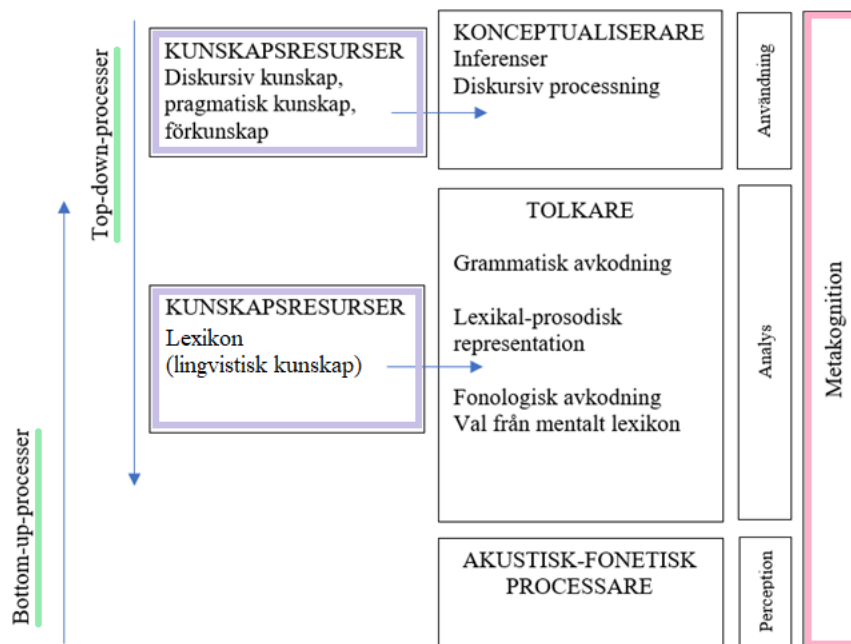 Top-down-processer
Bottom-up-processer
KUNSKAPSRESURSER
Diskursiv kunskap,
pragmatisk kunskap,
förkunskap
KONCEPTUALISERARE
Inferenser
Diskursiv processning
Användning
KUNSKAPSRESURSER
Lexikon
(lingvistisk kunskap)
TOLKARE
Grammatisk avkodning
Lexikal-prosodisk
representation
Fonologisk avkodning
Val från mentalt lexikon
Analys
AKUSTISK-FONETISK
PROCESSARE
Perception
Metakognition